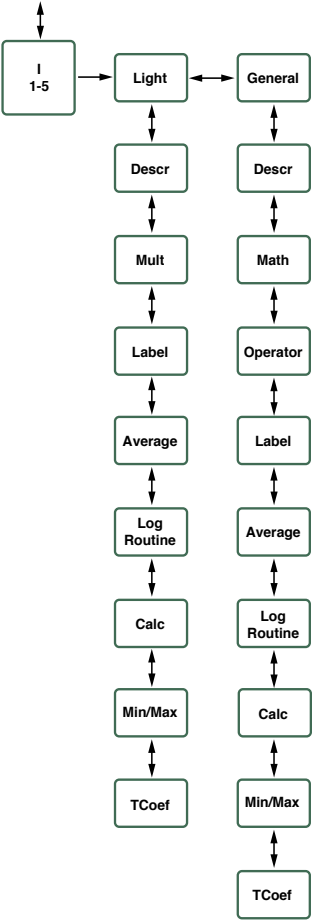 I
1-5
Light
General
Descr
Descr
Mult
Math
Label
Operator
Average
Label
Log
Routine
Average
Calc
Log
Routine
Min/Max
Calc
TCoef
Min/Max
TCoef